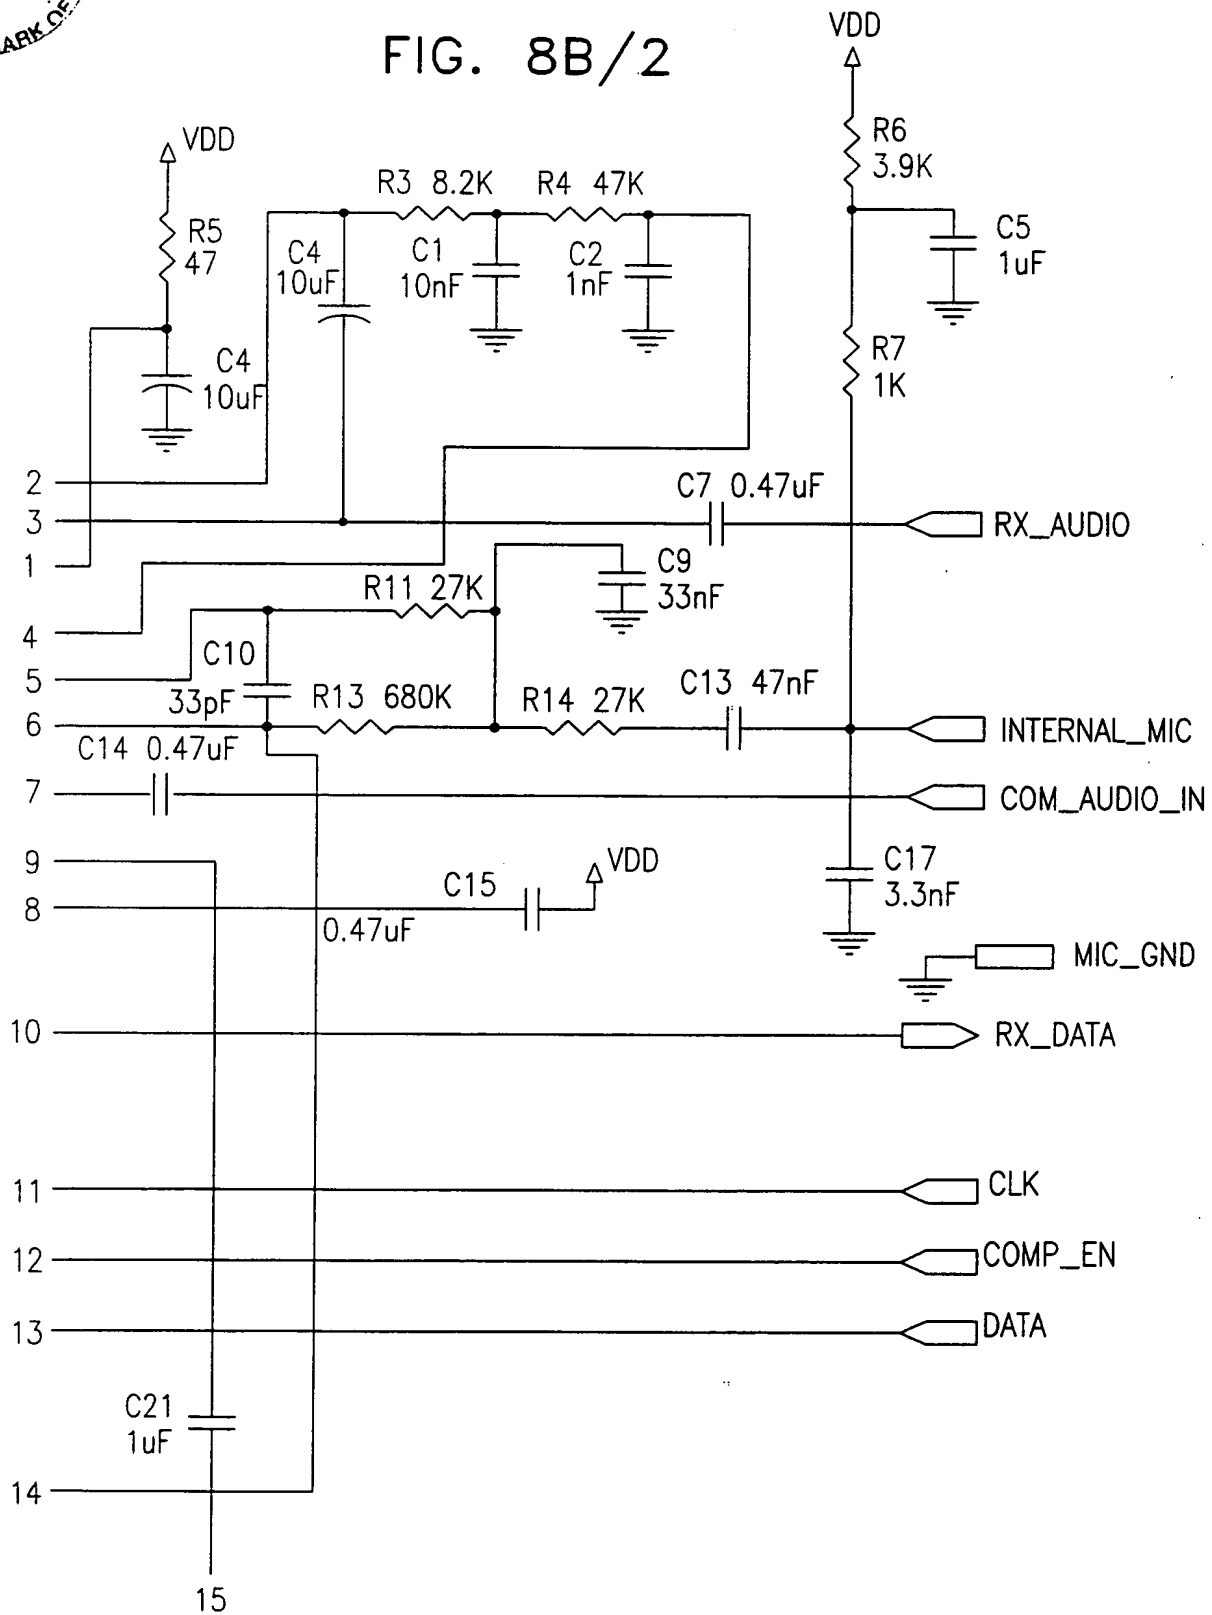 ARK OF
FIG. 8B/2
VDD
VDD
R6
3.9K
R3 8.2K
R4 47K
R5
47
C4
10uF
C1
10nF
C2
1nF
C5
1uF
C4
10uF
R7
1K
2
C7 0.47uF
3
RX_AUDIO
1
C9
33nF
R11 27K
4
C10
33pF
5
R13 680K
R14 27K
C13 47nF
6
INTERNAL_MIC
C14 0.47uF
7
COM_AUDIO_IN
9
VDD
C17
3.3nF
C15
0.47uF
8
MIC_GND
10
RX_DATA
11
CLK
12
COMP_EN
13
DATA
C21
1uF
14
15